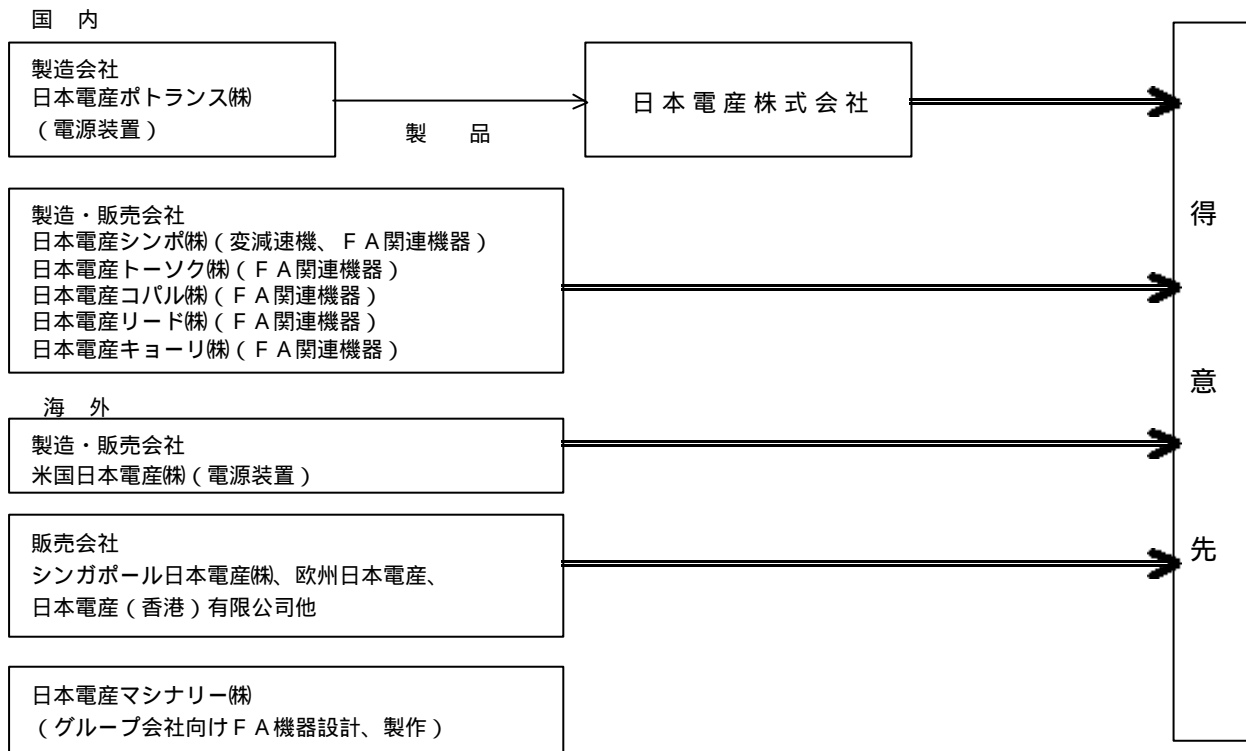 国 内
製造会社
日本電産ポトランス㈱
（電源装置）
製 品
日本電産株式会社
製造・販売会社
日本電産シンポ㈱（変減速機、ＦＡ関連機器）
日本電産トーソク㈱（ＦＡ関連機器）
日本電産コパル㈱（ＦＡ関連機器）
日本電産リード㈱（ＦＡ関連機器）
日本電産キョーリ㈱（ＦＡ関連機器）
海 外
製造・販売会社
米国日本電産㈱（電源装置）
販売会社
シンガポール日本電産㈱、欧州日本電産、
日本電産（香港）有限公司他
日本電産マシナリー㈱
（グループ会社向けＦＡ機器設計、製作）
得意先